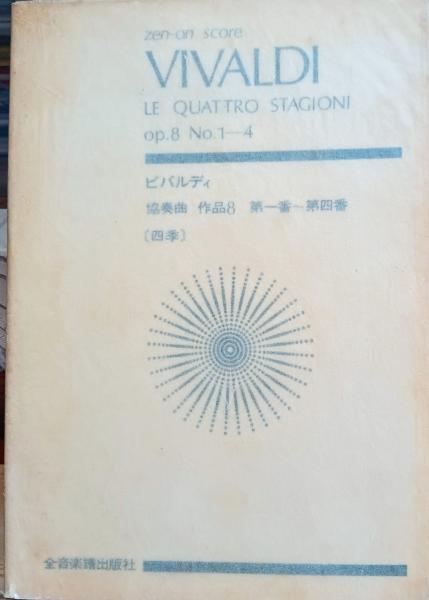 zen-on score
VIVALDI
LE QUATTRO STAGIONI
op.8 No.1—4
ビバルディ
協奏曲 作品8 第一番~第四番
〔四季〕
全音楽譜出版社